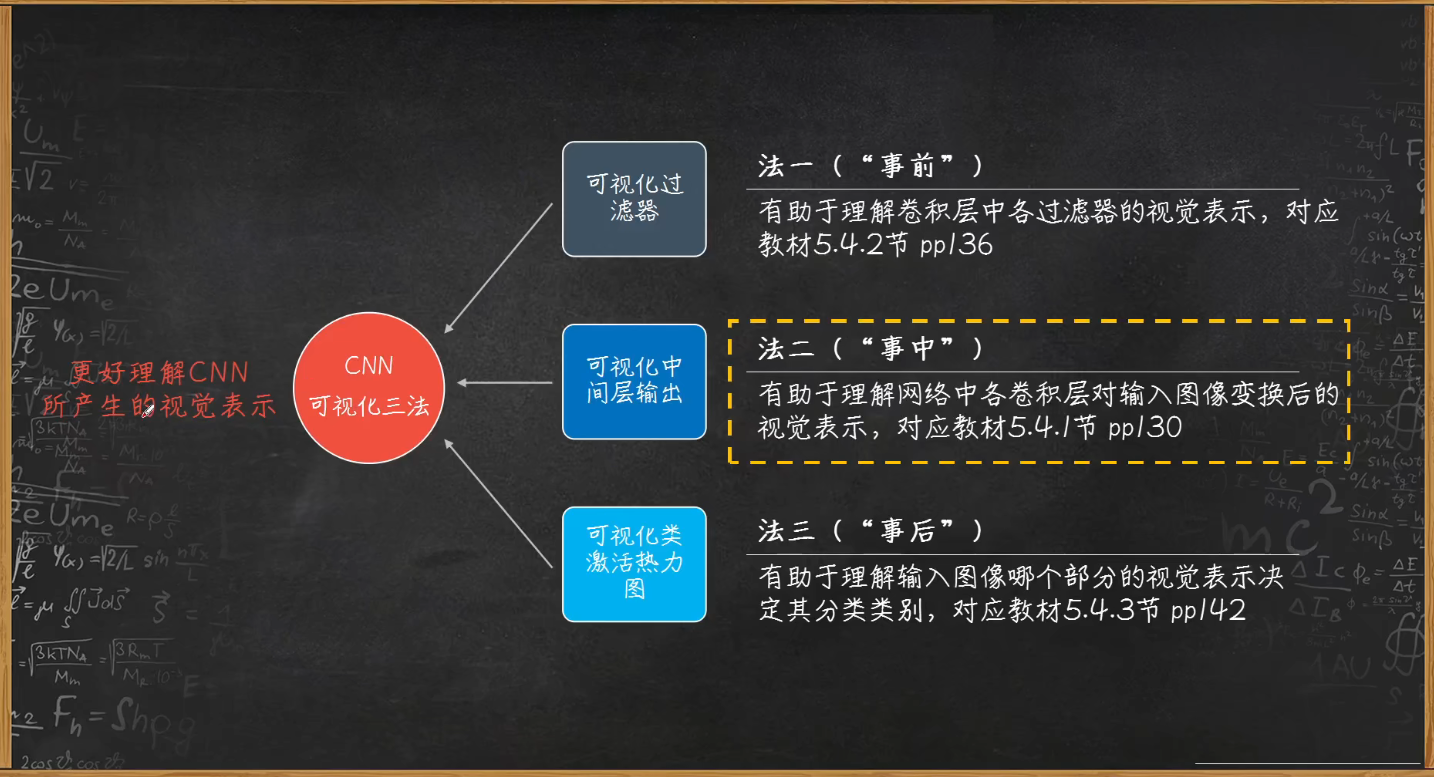 更好理解CNN
所产生的视觉表示
CNN
可视化三法
可视化过
滤器
法一（“事前”）
有助于理解卷积层中各过滤器的视觉表示，对应
教材5.4.2节 pp136
可视化中
间层输出
法二（“事中”）
有助于理解网络中各卷积层对输入图像变换后的
视觉表示，对应教材5.4.1节 pp130
可视化类
激活热力
图
法三（“事后”）
有助于理解输入图像哪个部分的视觉表示决
定其分类类别，对应教材5.4.3节 pp142